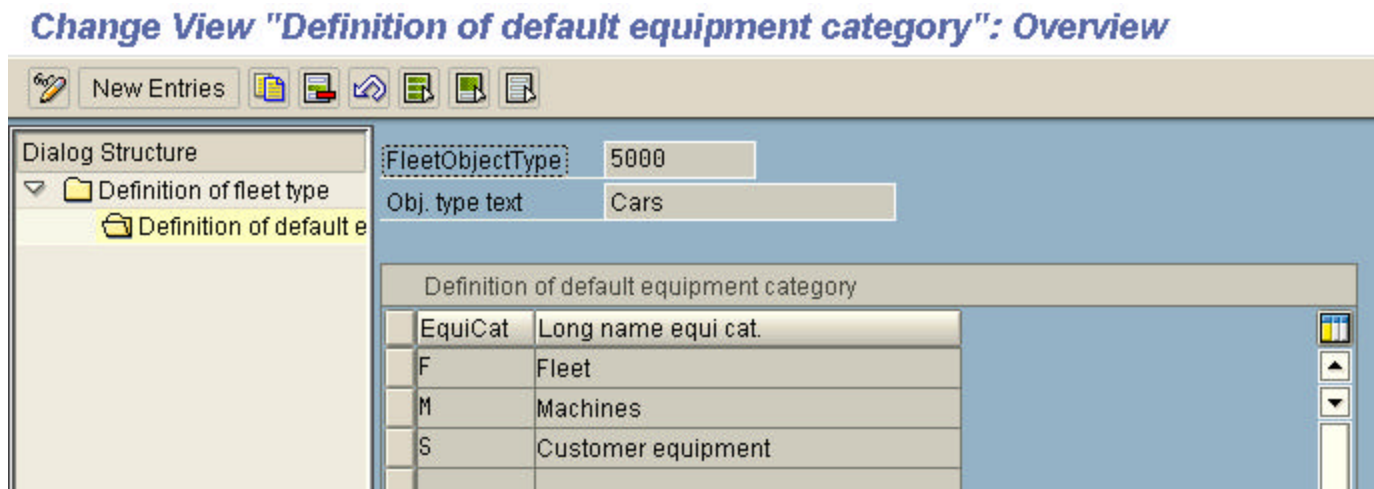 Change View "Definition of default equipment category": Overview
New Entries
Dialog Structure
Definition of fleet type
Definition of default e
FleetObjectType 5000
Obj. type text Cars
Definition of default equipment category
EquiCat Long name equi cat.
F Fleet
M Machines
S Customer equipment